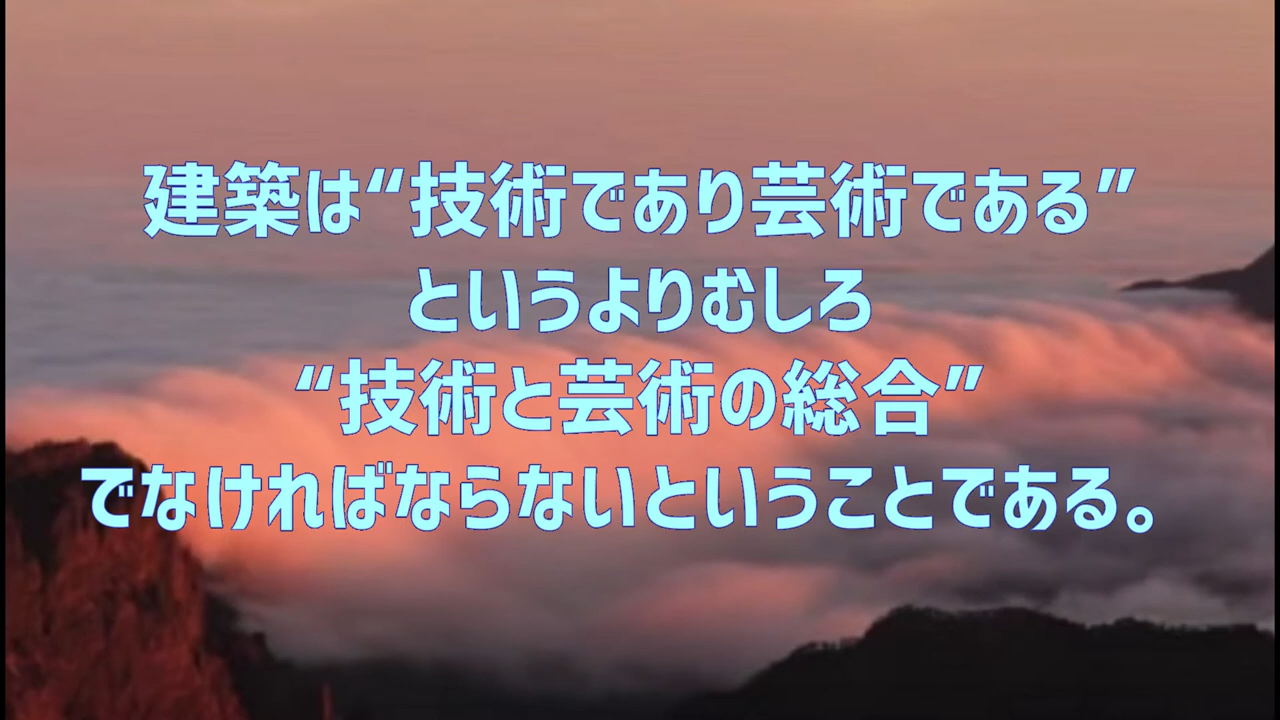 建築は“技術であり芸術である”
というよりむしろ
“技術と芸術の総合”
でなければならないということである。